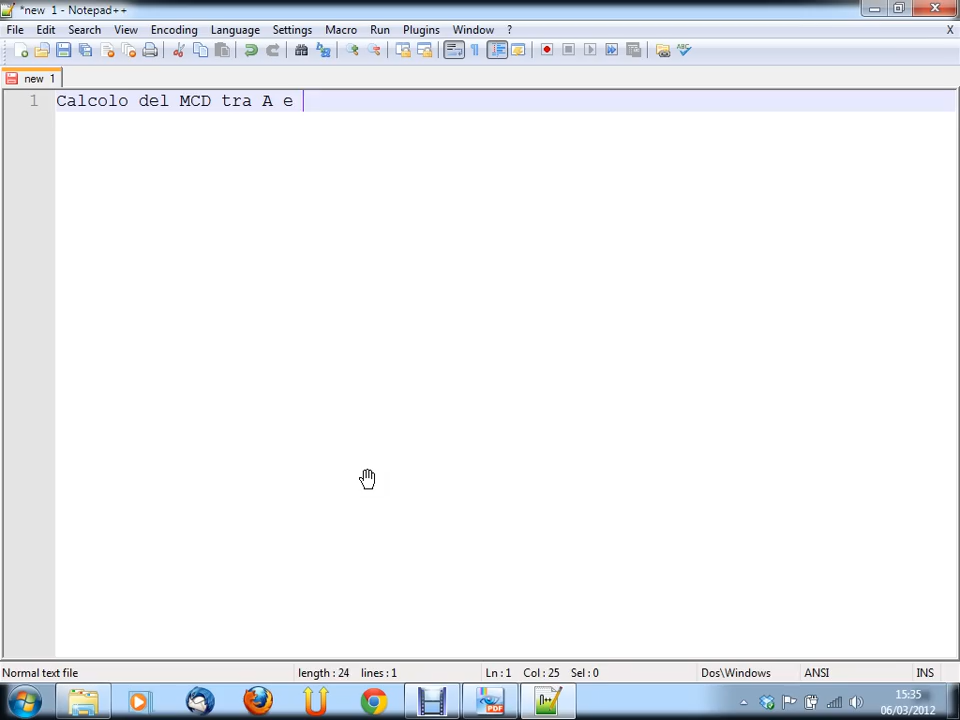 *new 1 - Notepad++
File Edit Search View Encoding Language Settings Macro Run Plugins Window ? X
new 1
1 Calcolo del MCD tra A e
Normal text file length : 24 lines : 1 Ln : 1 Col : 25 Sel : 0 Dos\Windows ANSI INS
15:35
06/03/2012